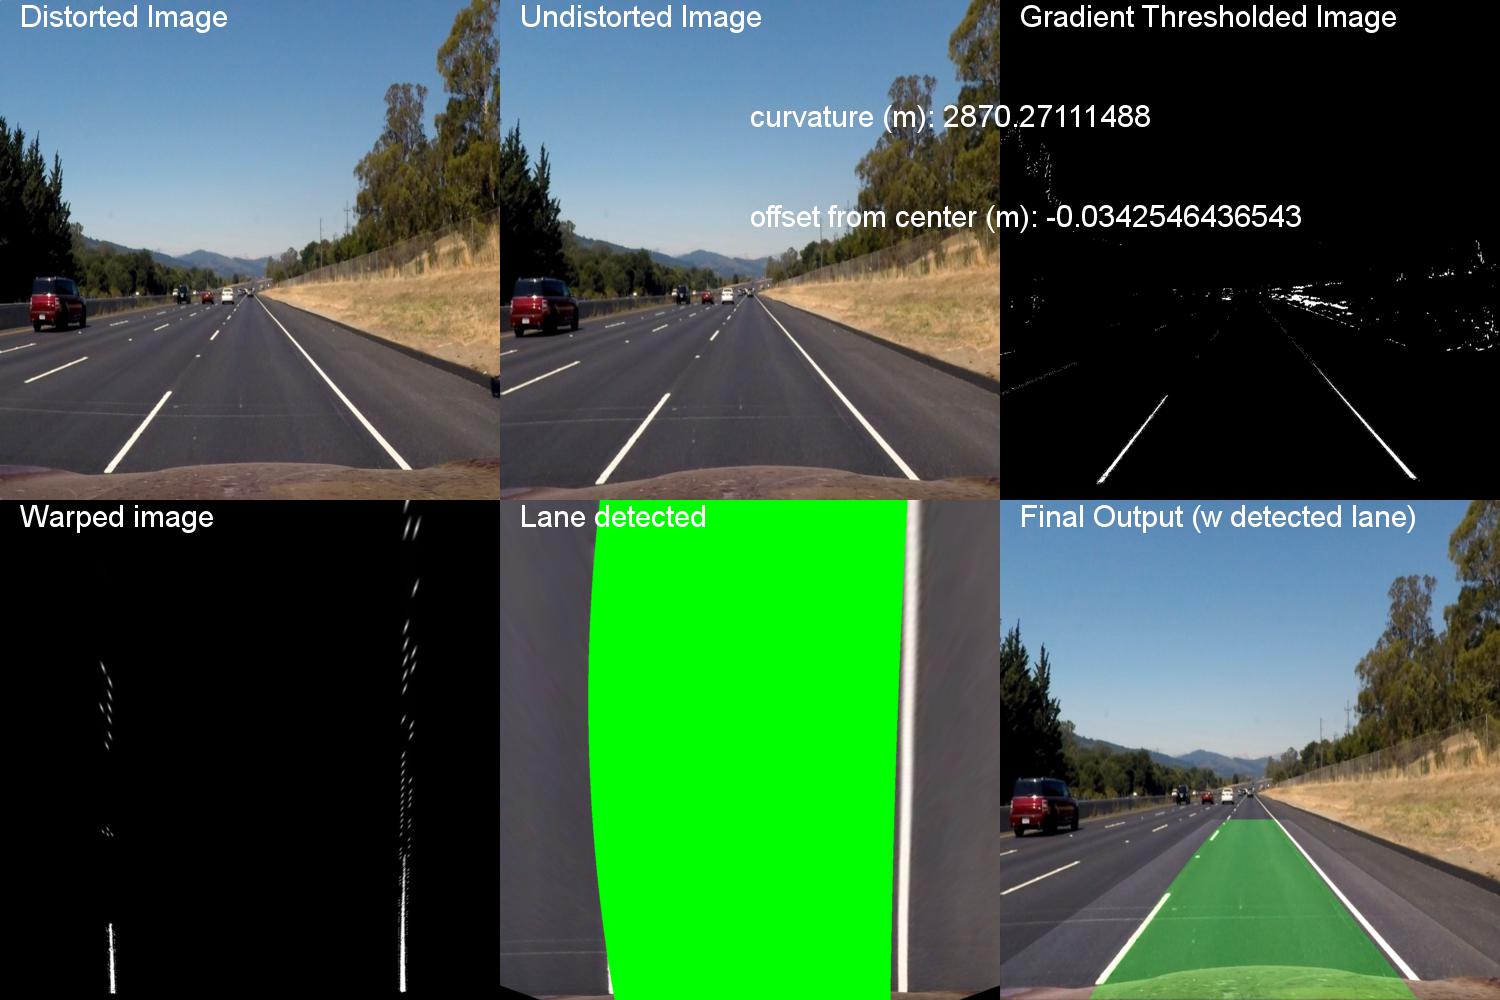 Distorted Image
Undistorted Image
Gradient Thresholded Image
curvature (m): 2870.27111488
offset from center (m): -0.0342546436543
Warped image
Lane detected
Final Output (w detected lane)